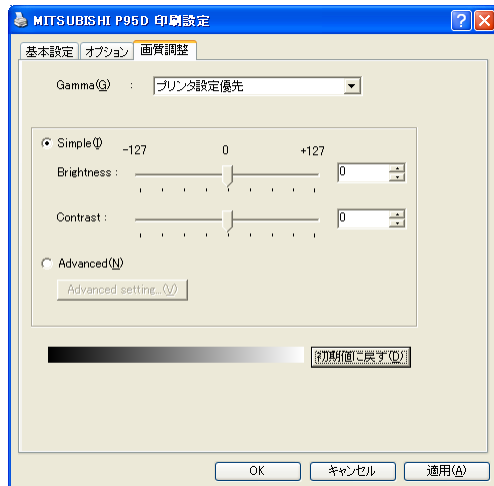 MITSUBISHI P95D 印刷設定
基本設定 オプション 画質調整
Gamma(G) : プリンタ設定優先
Simple(I)
-127 0 +127
Brightness : 0
Contrast : 0
Advanced(N)
Advanced setting...(V)
初期値に戻す(D)
OK キャンセル 適用(A)